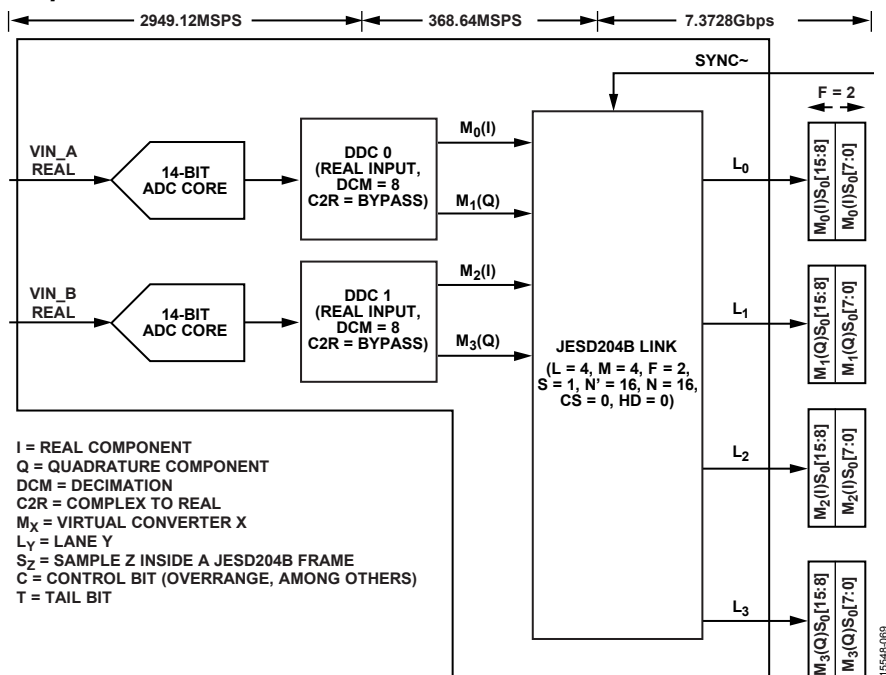 2949.12MSPS
368.64MSPS
7.3728Gbps
SYNC~
F = 2
VIN_A
REAL
14-BIT
ADC CORE
DDC 0
(REAL INPUT,
DCM = 8
C2R = BYPASS)
M0(I)
M1(Q)
VIN_B
REAL
14-BIT
ADC CORE
DDC 1
(REAL INPUT,
DCM = 8
C2R = BYPASS)
M2(I)
M3(Q)
JESD204B LINK
(L = 4, M = 4, F = 2,
S = 1, N' = 16, N = 16,
CS = 0, HD = 0)
L0
M0(I)S0[15:8]
M0(I)S0[7:0]
L1
M1(Q)S0[15:8]
M1(Q)S0[7:0]
L2
M2(I)S0[15:8]
M2(I)S0[7:0]
L3
M3(Q)S0[15:8]
M3(Q)S0[7:0]
I = REAL COMPONENT
Q = QUADRATURE COMPONENT
DCM = DECIMATION
C2R = COMPLEX TO REAL
MX = VIRTUAL CONVERTER X
LY = LANE Y
SZ = SAMPLE Z INSIDE A JESD204B FRAME
C = CONTROL BIT (OVERRANGE, AMONG OTHERS)
T = TAIL BIT
15548-069